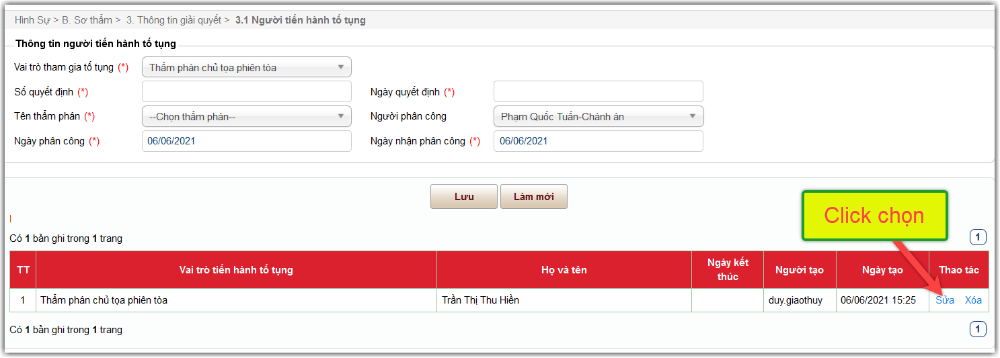 Hình Sự > B. Sơ thẩm > 3. Thông tin giải quyết > 3.1 Người tiến hành tố tụng
Thông tin người tiến hành tố tụng
Vai trò tham gia tố tụng (*) Thẩm phán chủ tọa phiên tòa
Số quyết định (*) Ngày quyết định (*)
Tên thẩm phán (*) --Chọn thẩm phán-- Người phân công Phạm Quốc Tuấn-Chánh án
Ngày phân công (*) 06/06/2021 Ngày nhận phân công (*) 06/06/2021
Lưu Làm mới
Click chọn
Có 1 bản ghi trong 1 trang 1
TT Vai trò tiến hành tố tụng Họ và tên Ngày kết thúc Người tạo Ngày tạo Thao tác
1 Thẩm phán chủ tọa phiên tòa Trần Thị Thu Hiền duy.giaothuy 06/06/2021 15:25 Sửa Xóa
Có 1 bản ghi trong 1 trang 1